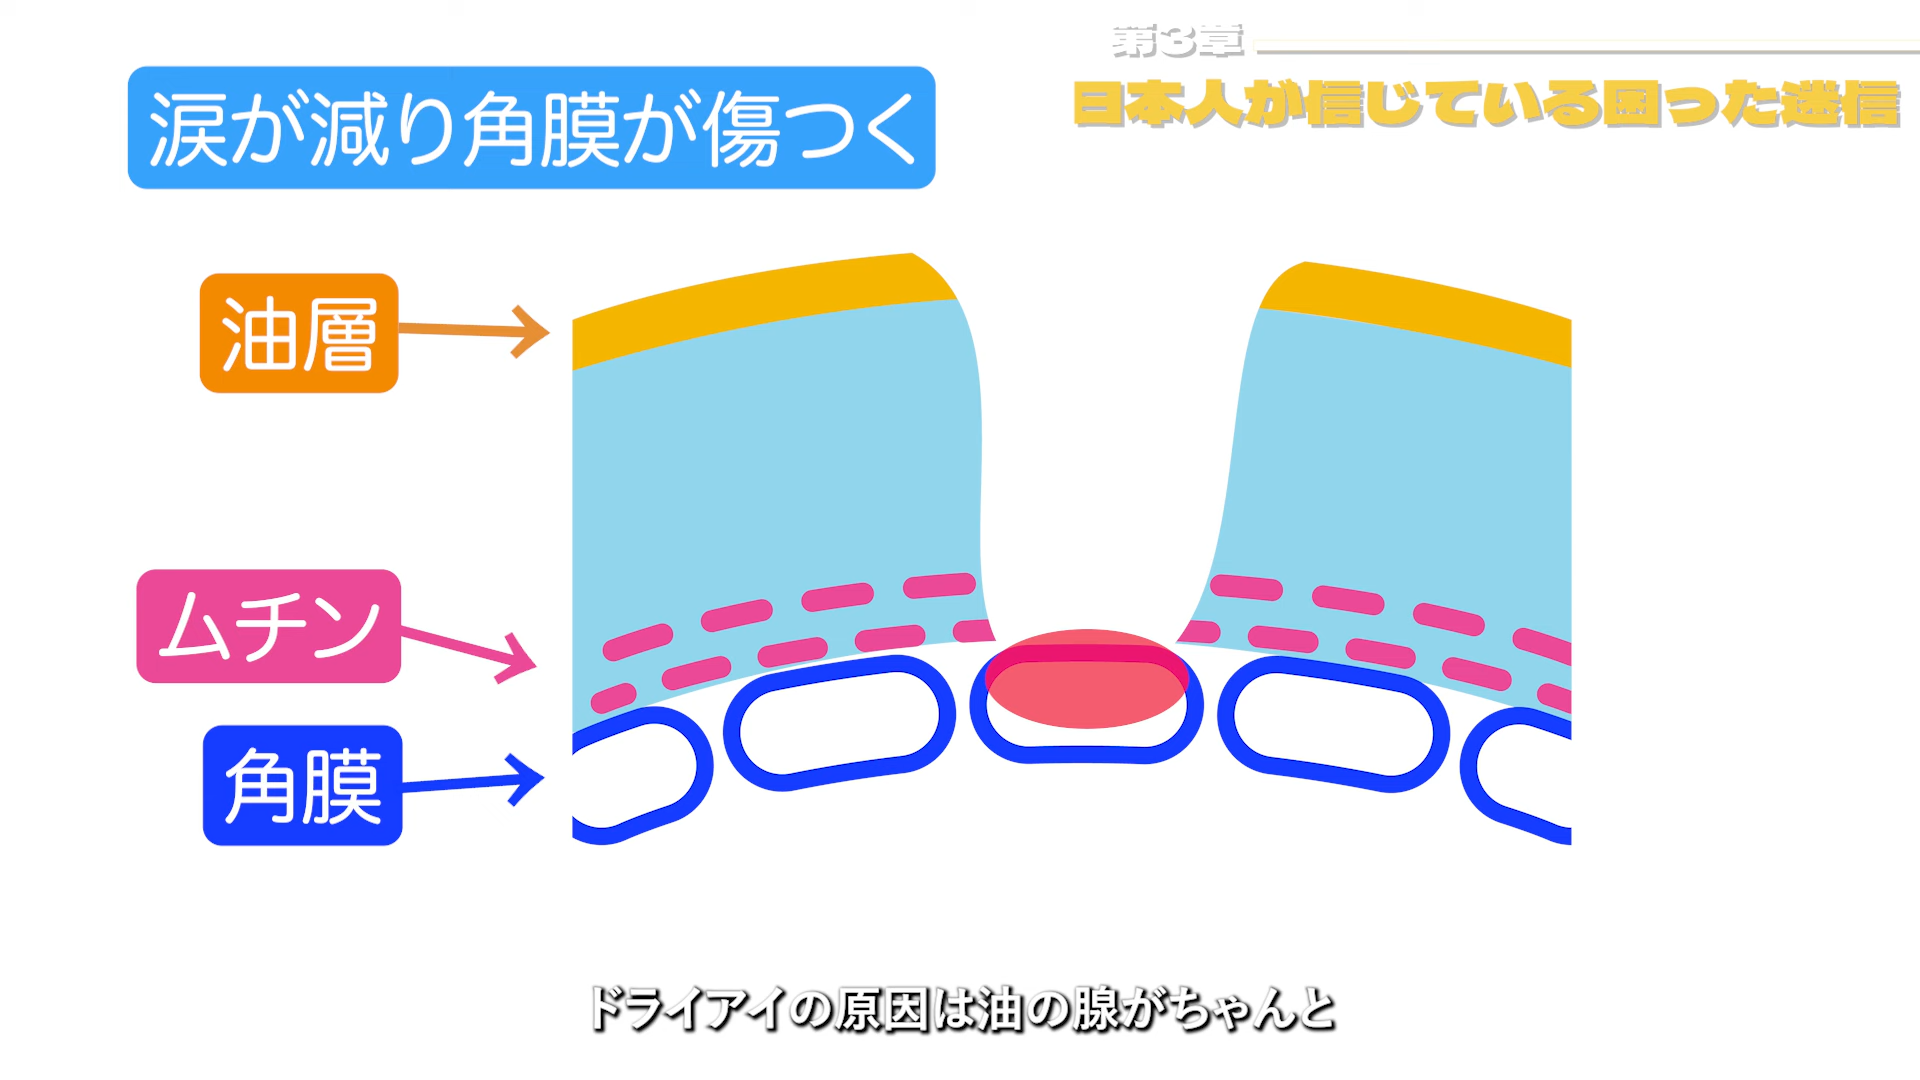 第3章
日本人が信じている困った迷信
涙が減り角膜が傷つく
油層
ムチン
角膜
ドライアイの原因は油の腺がちゃんと